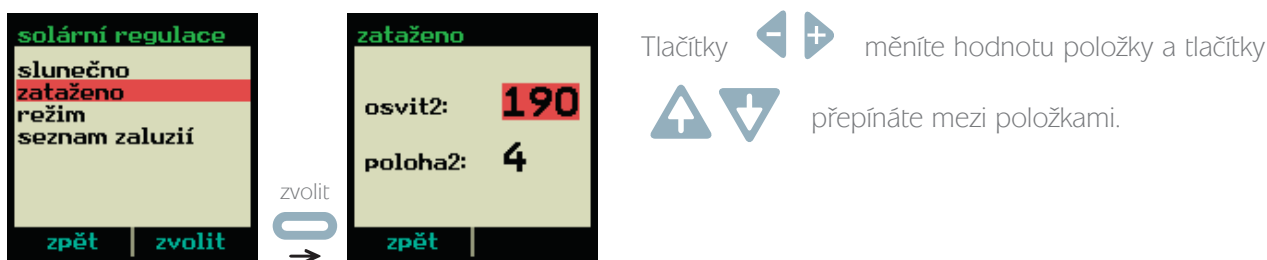 solární regulace
slunečno
zataženo
režim
seznam zaluzií
zpět zvolit
zvolit
zataženo
osvit2: 190
poloha2: 4
zpět
Tlačítky - + měníte hodnotu položky a tlačítky
přepínáte mezi položkami.